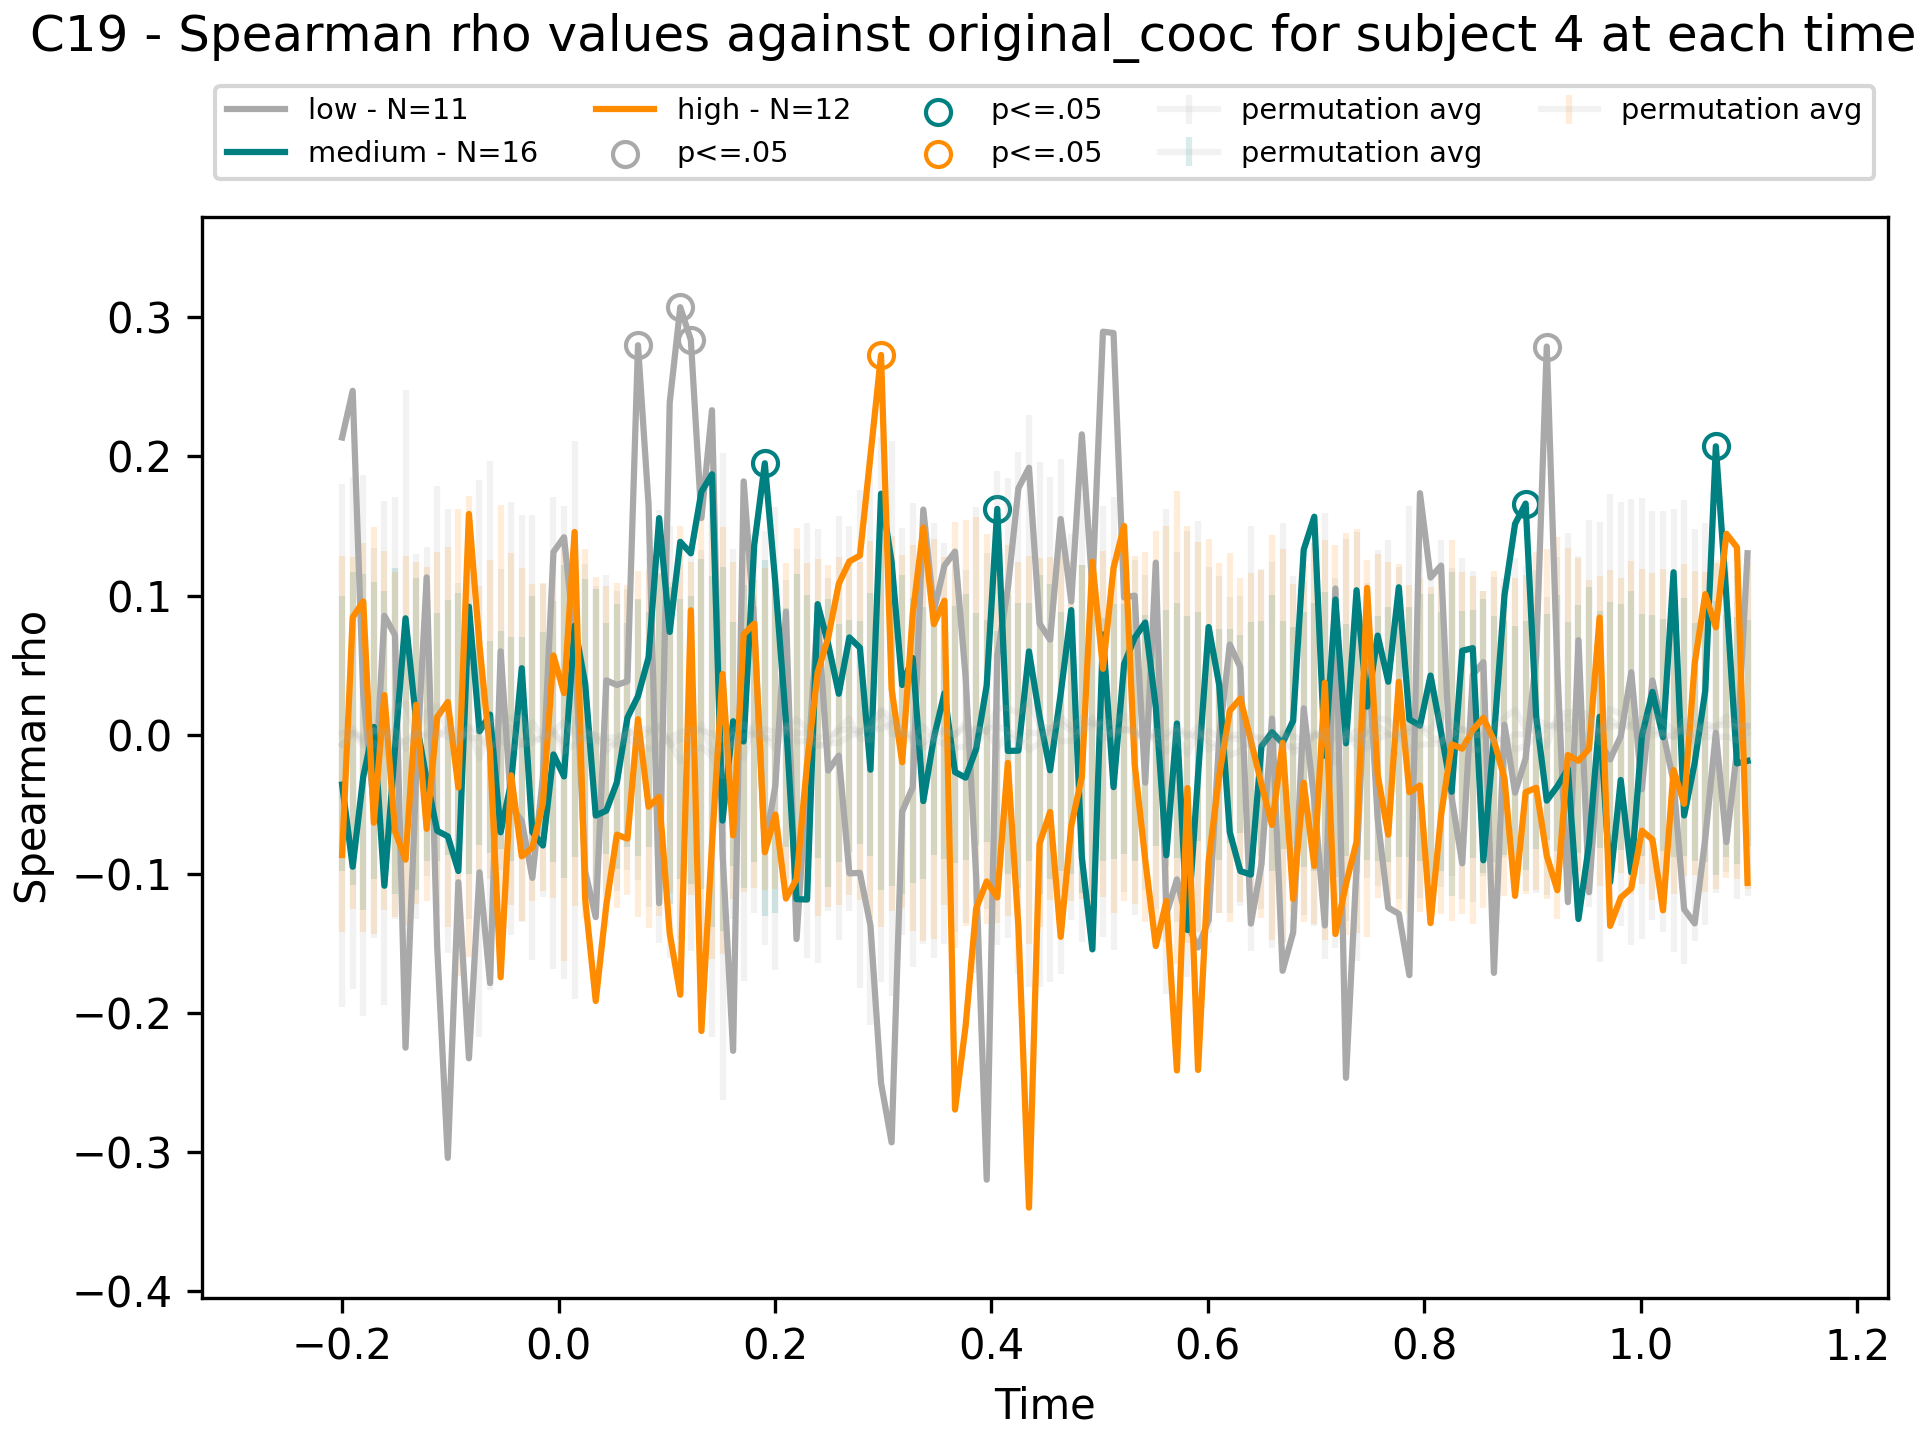 C19 - Spearman rho values against original_cooc for subject 4 at each time
low - N=11
medium - N=16
high - N=12
p<=.05
p<=.05
p<=.05
permutation avg
permutation avg
permutation avg
Spearman rho
0.3
0.2
0.1
0.0
−0.1
−0.2
−0.3
−0.4
−0.2 0.0 0.2 0.4 0.6 0.8 1.0 1.2
Time